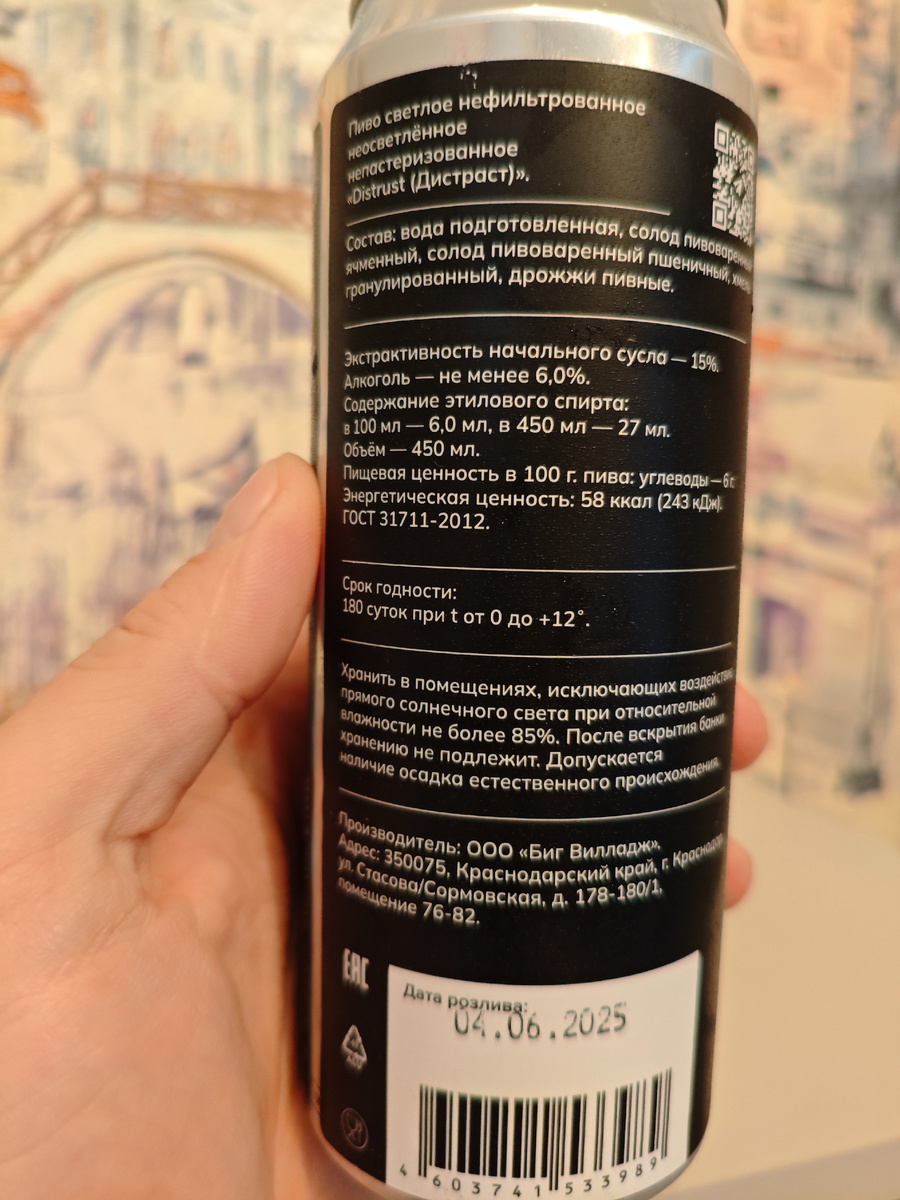 Пиво светлое нефильтрованное
неосветлённое
непастеризованное
«Distrust (Дистраст)».
Состав: вода подготовленная, солод пивоваренный
ячменный, солод пивоваренный пшеничный, хмель
гранулированный, дрожжи пивные.
Экстрактивность начального сусла — 15%.
Алкоголь — не менее 6,0%.
Содержание этилового спирта:
в 100 мл — 6,0 мл, в 450 мл — 27 мл.
Объём — 450 мл.
Пищевая ценность в 100 г. пива: углеводы — 6 г.
Энергетическая ценность: 58 ккал (243 кДж).
ГОСТ 31711-2012.
Срок годности:
180 суток при t от 0 до +12˚.
Хранить в помещениях, исключающих воздействие
прямого солнечного света при относительной
влажности не более 85%. После вскрытия банки
хранению не подлежит. Допускается
наличие осадка естественного происхождения.
Производитель: ООО «Биг Вилладж».
Адрес: 350075, Краснодарский край, г. Краснодар,
ул. Стасова/Сормовская, д. 178-180/1,
помещение 76-82.
EAC
Дата розлива:
04.06.2025
4 603741 533989